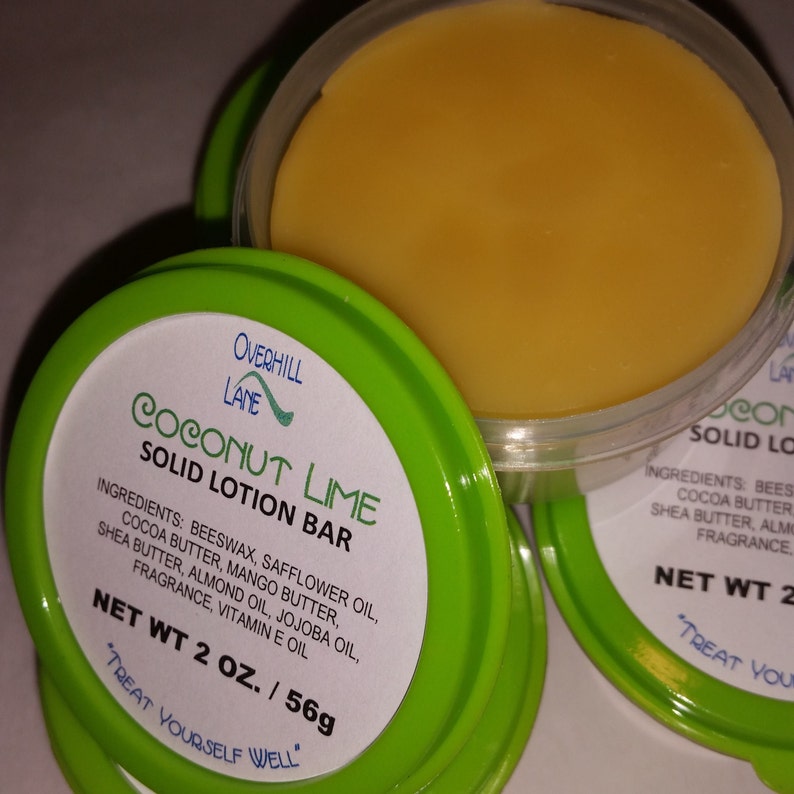 OVERHILL
LANE
COCONUT LIME
SOLID LOTION BAR
INGREDIENTS: BEESWAX, SAFFLOWER OIL,
COCOA BUTTER, MANGO BUTTER,
SHEA BUTTER, ALMOND OIL, JOJOBA OIL,
FRAGRANCE, VITAMIN E OIL
NET WT 2 OZ. / 56g
"TREAT YOURSELF WELL"
SOLID LO
INGREDIENTS: BEES
COCOA BUTTER,
SHEA BUTTER, ALMO
FRAGRANCE,
NET WT 2
"TREAT YOU